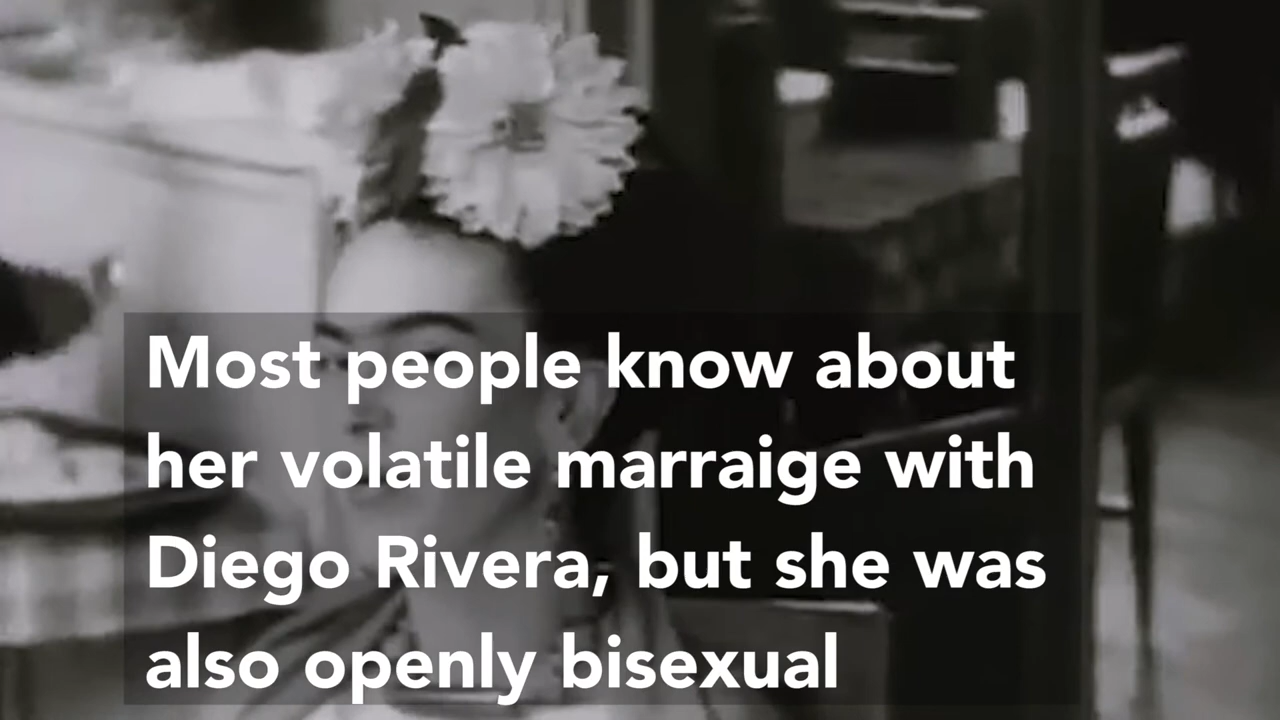 Most people know about
her volatile marraige with
Diego Rivera, but she was
also openly bisexual